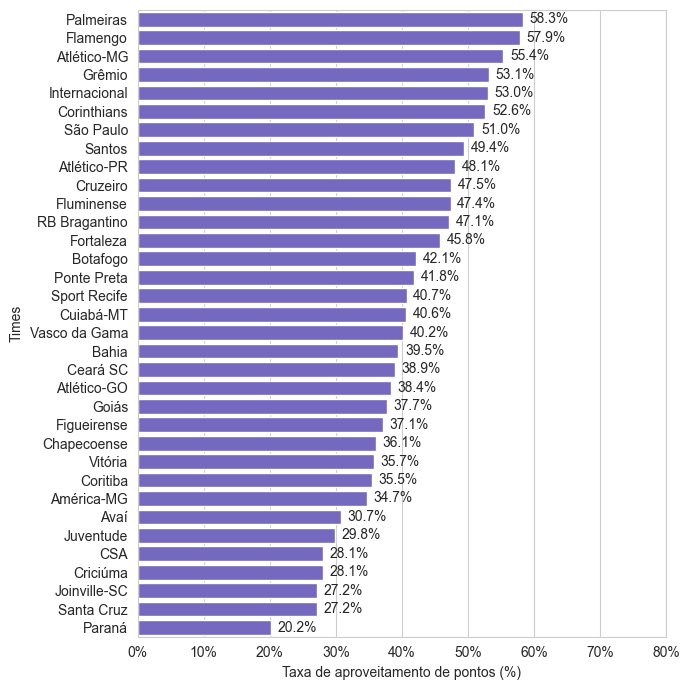 Palmeiras 58.3%
Flamengo 57.9%
Atlético-MG 55.4%
Grêmio 53.1%
Internacional 53.0%
Corinthians 52.6%
São Paulo 51.0%
Santos 49.4%
Atlético-PR 48.1%
Cruzeiro 47.5%
Fluminense 47.4%
RB Bragantino 47.1%
Fortaleza 45.8%
Botafogo 42.1%
Ponte Preta 41.8%
Sport Recife 40.7%
Cuiabá-MT 40.6%
Vasco da Gama 40.2%
Bahia 39.5%
Ceará SC 38.9%
Atlético-GO 38.4%
Goiás 37.7%
Figueirense 37.1%
Chapecoense 36.1%
Vitória 35.7%
Coritiba 35.5%
América-MG 34.7%
Avaí 30.7%
Juventude 29.8%
CSA 28.1%
Criciúma 28.1%
Joinville-SC 27.2%
Santa Cruz 27.2%
Paraná 20.2%
Times
0% 10% 20% 30% 40% 50% 60% 70% 80%
Taxa de aproveitamento de pontos (%)